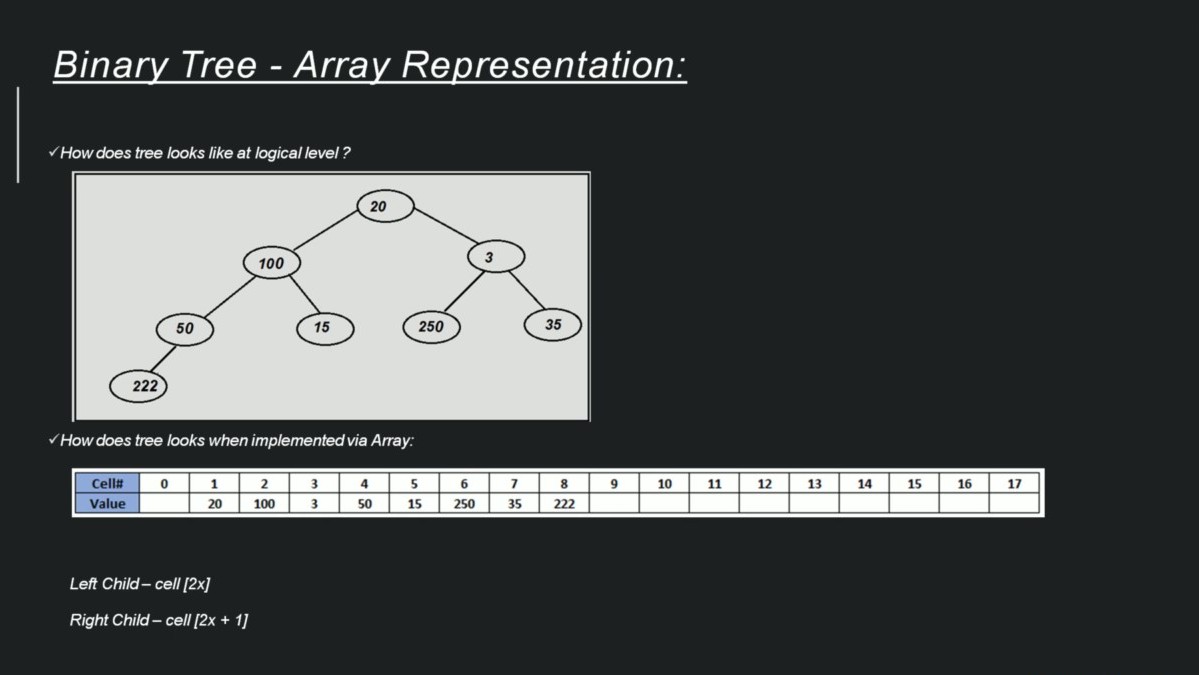 Binary Tree - Array Representation:
✓How does tree looks like at logical level ?
20
100 3
50 15 250 35
222
✓How does tree looks when implemented via Array:
Cell# 0 1 2 3 4 5 6 7 8 9 10 11 12 13 14 15 16 17
Value 20 100 3 50 15 250 35 222
Left Child – cell [2x]
Right Child – cell [2x + 1]